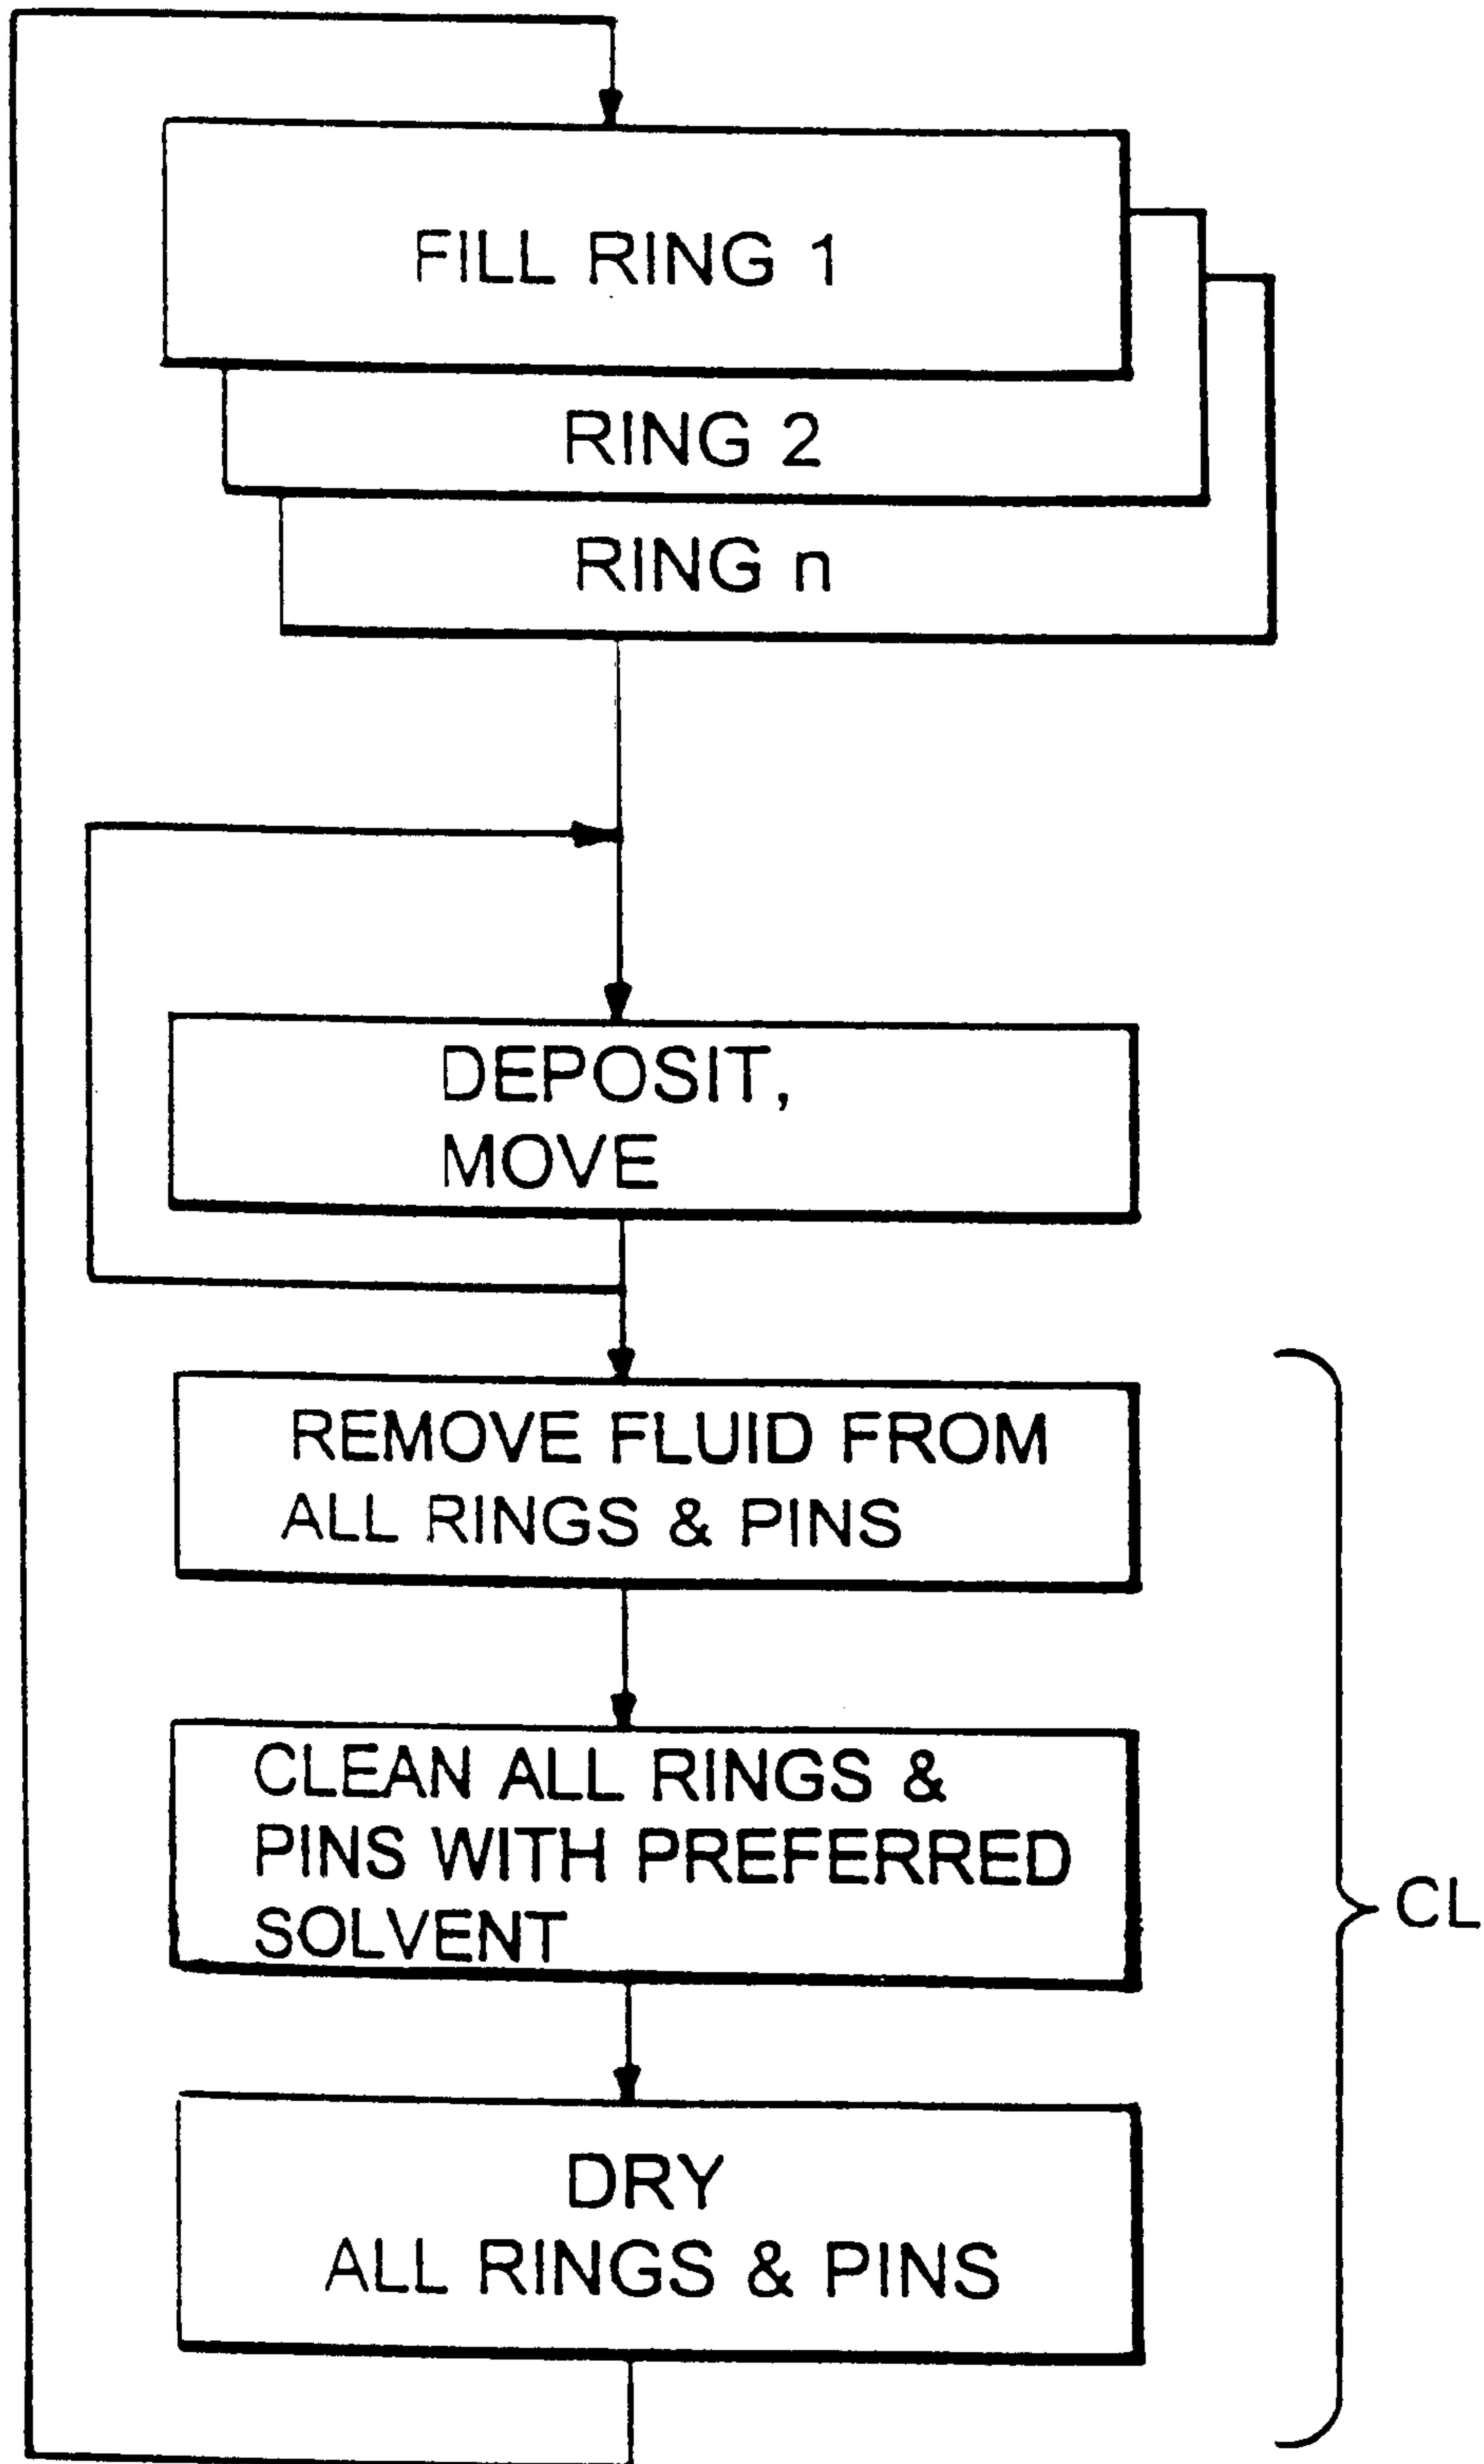 FILL RING 1
RING 2
RING n
DEPOSIT,
MOVE
REMOVE FLUID FROM
ALL RINGS & PINS
CLEAN ALL RINGS &
PINS WITH PREFERRED
SOLVENT
CL
DRY
ALL RINGS & PINS